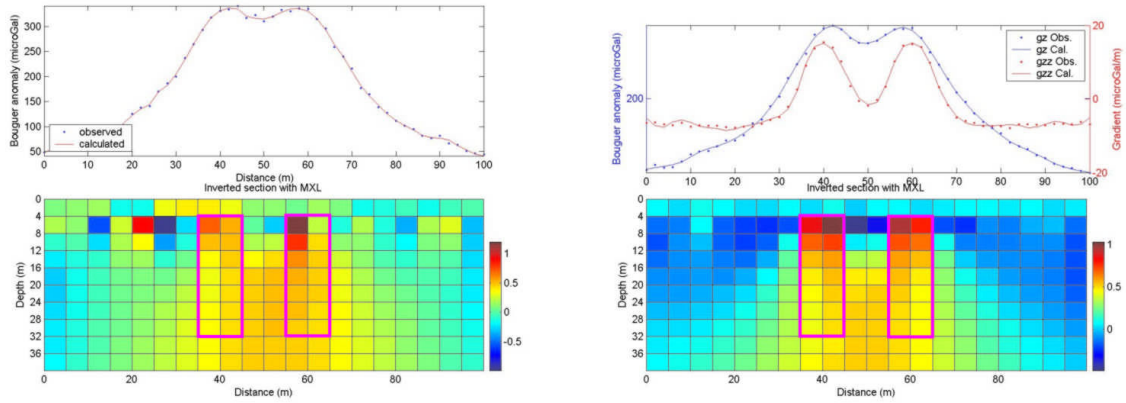 Bouguer anomaly (microGal)
300
250
200
150
100
50
observed
calculated
0 10 20 30 40 50 60 70 80 90 100
Distance (m)
Inverted section with MXL
Depth (m)
0
4
8
12
16
20
24
28
32
36
0 20 40 60 80
Distance (m)
1
0.5
0
-0.5
Bouguer anomaly (microGal)
200
gz Obs.
gz Cal.
gzz Obs.
gzz Cal.
20
10
0
-10
-20
Gradient (microGal/m)
0 10 20 30 40 50 60 70 80 90 100
Distance (m)
Inverted section with MXL
Depth (m)
0
4
8
12
16
20
24
28
32
36
0 20 40 60 80
Distance (m)
1
0.5
0